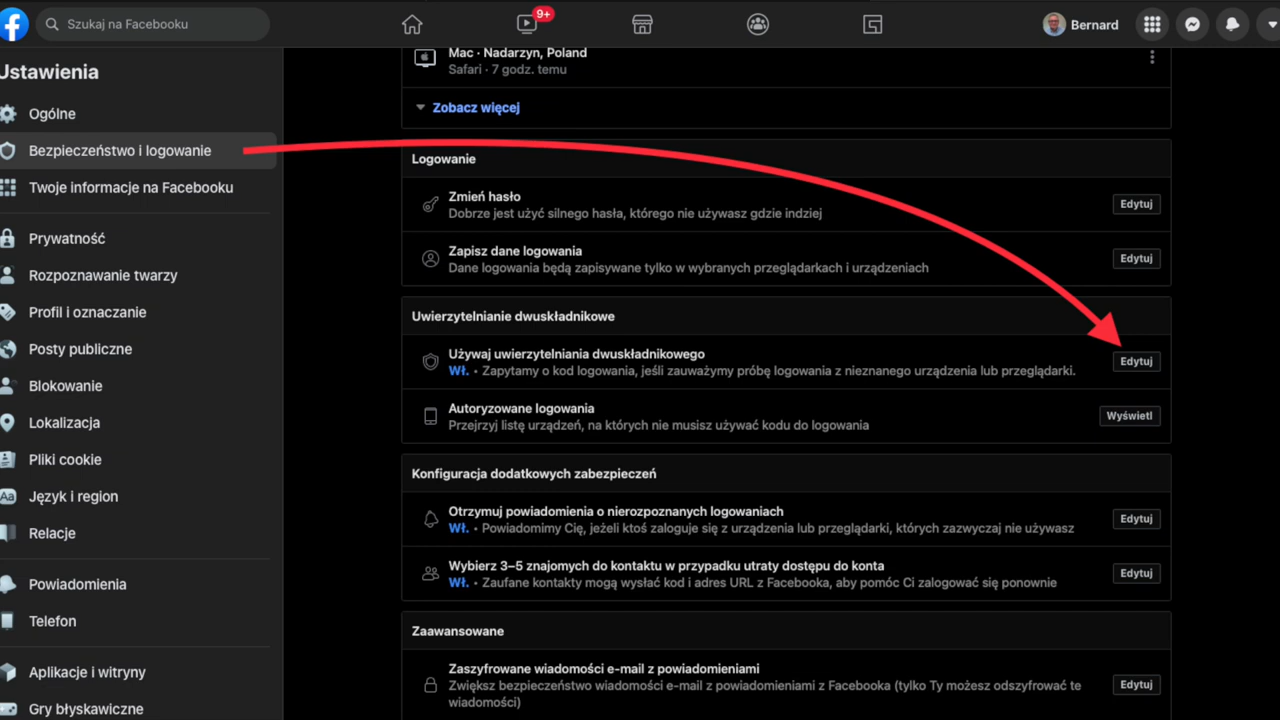 Szukaj na Facebooku
9+
Bernard
Ustawienia
Ogólne
Bezpieczeństwo i logowanie
Twoje informacje na Facebooku
Prywatność
Rozpoznawanie twarzy
Profil i oznaczanie
Posty publiczne
Blokowanie
Lokalizacja
Pliki cookie
Aa
Język i region
Relacje
Powiadomienia
Telefon
Aplikacje i witryny
Gry błyskawiczne
Mac · Nadarzyn, Poland
Safari · 7 godz. temu
Zobacz więcej
Logowanie
Zmień hasło
Dobrze jest użyć silnego hasła, którego nie używasz gdzie indziej
Edytuj
Zapisz dane logowania
Dane logowania będą zapisywane tylko w wybranych przeglądarkach i urządzeniach
Edytuj
Uwierzytelnianie dwuskładnikowe
Używaj uwierzytelniania dwuskładnikowego
Wł. · Zapytamy o kod logowania, jeśli zauważymy próbę logowania z nieznanego urządzenia lub przeglądarki.
Edytuj
Autoryzowane logowania
Przejrzyj listę urządzeń, na których nie musisz używać kodu do logowania
Wyświetl
Konfiguracja dodatkowych zabezpieczeń
Otrzymuj powiadomienia o nierozpoznanych logowaniach
Wł. · Powiadomimy Cię, jeżeli ktoś zaloguje się z urządzenia lub przeglądarki, których zazwyczaj nie używasz
Edytuj
Wybierz 3–5 znajomych do kontaktu w przypadku utraty dostępu do konta
Wł. · Zaufane kontakty mogą wysłać kod i adres URL z Facebooka, aby pomóc Ci zalogować się ponownie
Edytuj
Zaawansowane
Zaszyfrowane wiadomości e-mail z powiadomieniami
Zwiększ bezpieczeństwo wiadomości e-mail z powiadomieniami z Facebooka (tylko Ty możesz odszyfrować te
wiadomości)
Edytuj